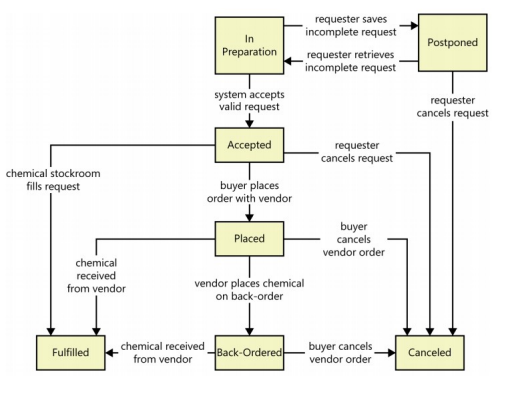 In
Preparation
requester saves
incomplete request
Postponed
requester retrieves
incomplete request
system accepts
valid request
requester
cancels request
Accepted
requester
cancels request
chemical stockroom
fills request
buyer places
order with vendor
Placed
buyer
cancels
vendor order
chemical
received
from vendor
vendor places chemical
on back-order
Fulfilled
chemical received
from vendor
Back-Ordered
buyer cancels
vendor order
Canceled